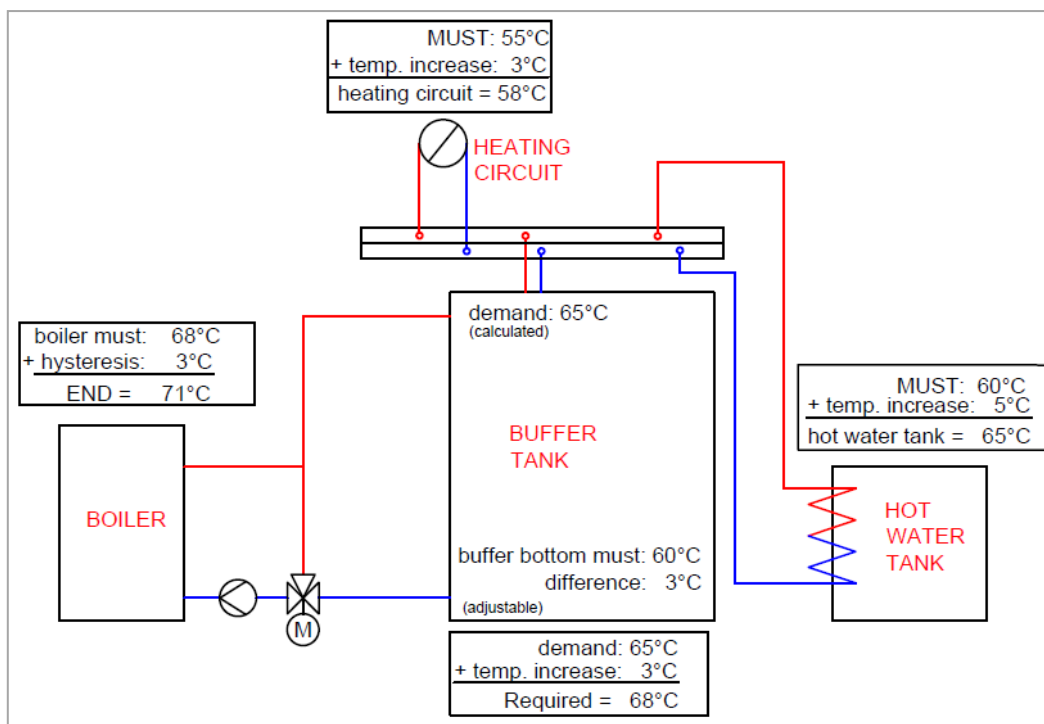 MUST: 55°C
+ temp. increase: 3°C
heating circuit = 58°C
HEATING
CIRCUIT
demand: 65°C
(calculated)
boiler must: 68°C
+ hysteresis: 3°C
END = 71°C
MUST: 60°C
+ temp. increase: 5°C
hot water tank = 65°C
BUFFER
TANK
BOILER
HOT
WATER
TANK
buffer bottom must: 60°C
difference: 3°C
(adjustable)
M
demand: 65°C
+ temp. increase: 3°C
Required = 68°C